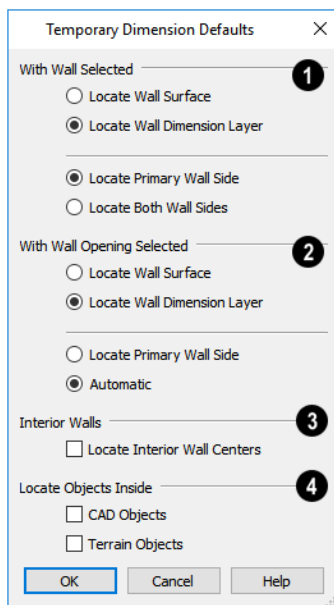 Temporary Dimension Defaults
With Wall Selected 1
Locate Wall Surface
Locate Wall Dimension Layer
Locate Primary Wall Side
Locate Both Wall Sides
With Wall Opening Selected 2
Locate Wall Surface
Locate Wall Dimension Layer
Locate Primary Wall Side
Automatic
Interior Walls 3
Locate Interior Wall Centers
Locate Objects Inside 4
CAD Objects
Terrain Objects
OK Cancel Help